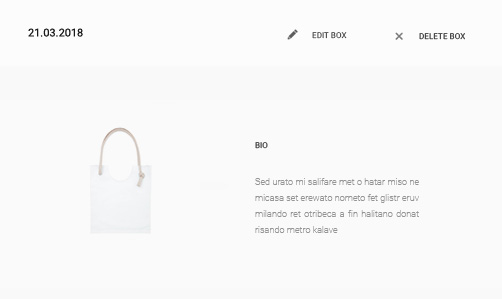 21.03.2018
EDIT BOX
DELETE BOX
BIO
Sed urato mi salifare met o hatar miso ne
micasa set erewato nometo fet glistr eruv
milando ret otribeca a fin halitano donat
risando metro kalave